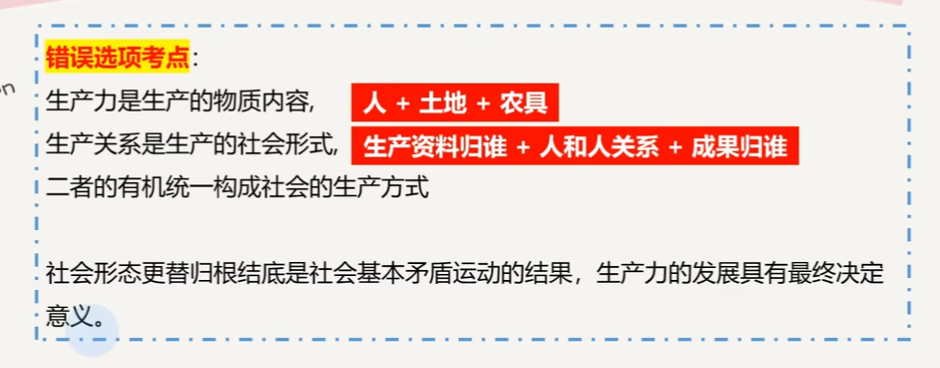 错误选项考点：
生产力是生产的物质内容, 人 + 土地 + 农具
生产关系是生产的社会形式, 生产资料归谁 + 人和人关系 + 成果归谁
二者的有机统一构成社会的生产方式
社会形态更替归根结底是社会基本矛盾运动的结果，生产力的发展具有最终决定
意义。